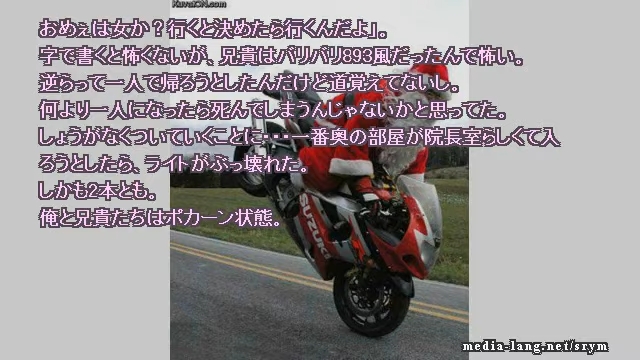 KuvaON.com
おめぇは女か？行くと決めたら行くんだよ」。
字で書くと怖くないが、兄貴はバリバリ893風だったんで怖い。
逆らって一人で帰ろうとしたんだけど道覚えてないし。
何より一人になったら死んでしまうんじゃないかと思ってた。
しょうがなくついていくことに・・・一番奥の部屋が院長室らしくて入
ろうとしたら、ライトがぶっ壊れた。
しかも2本とも。
俺と兄貴たちはポカーン状態。
SUZUKI
media-lang.net/srym